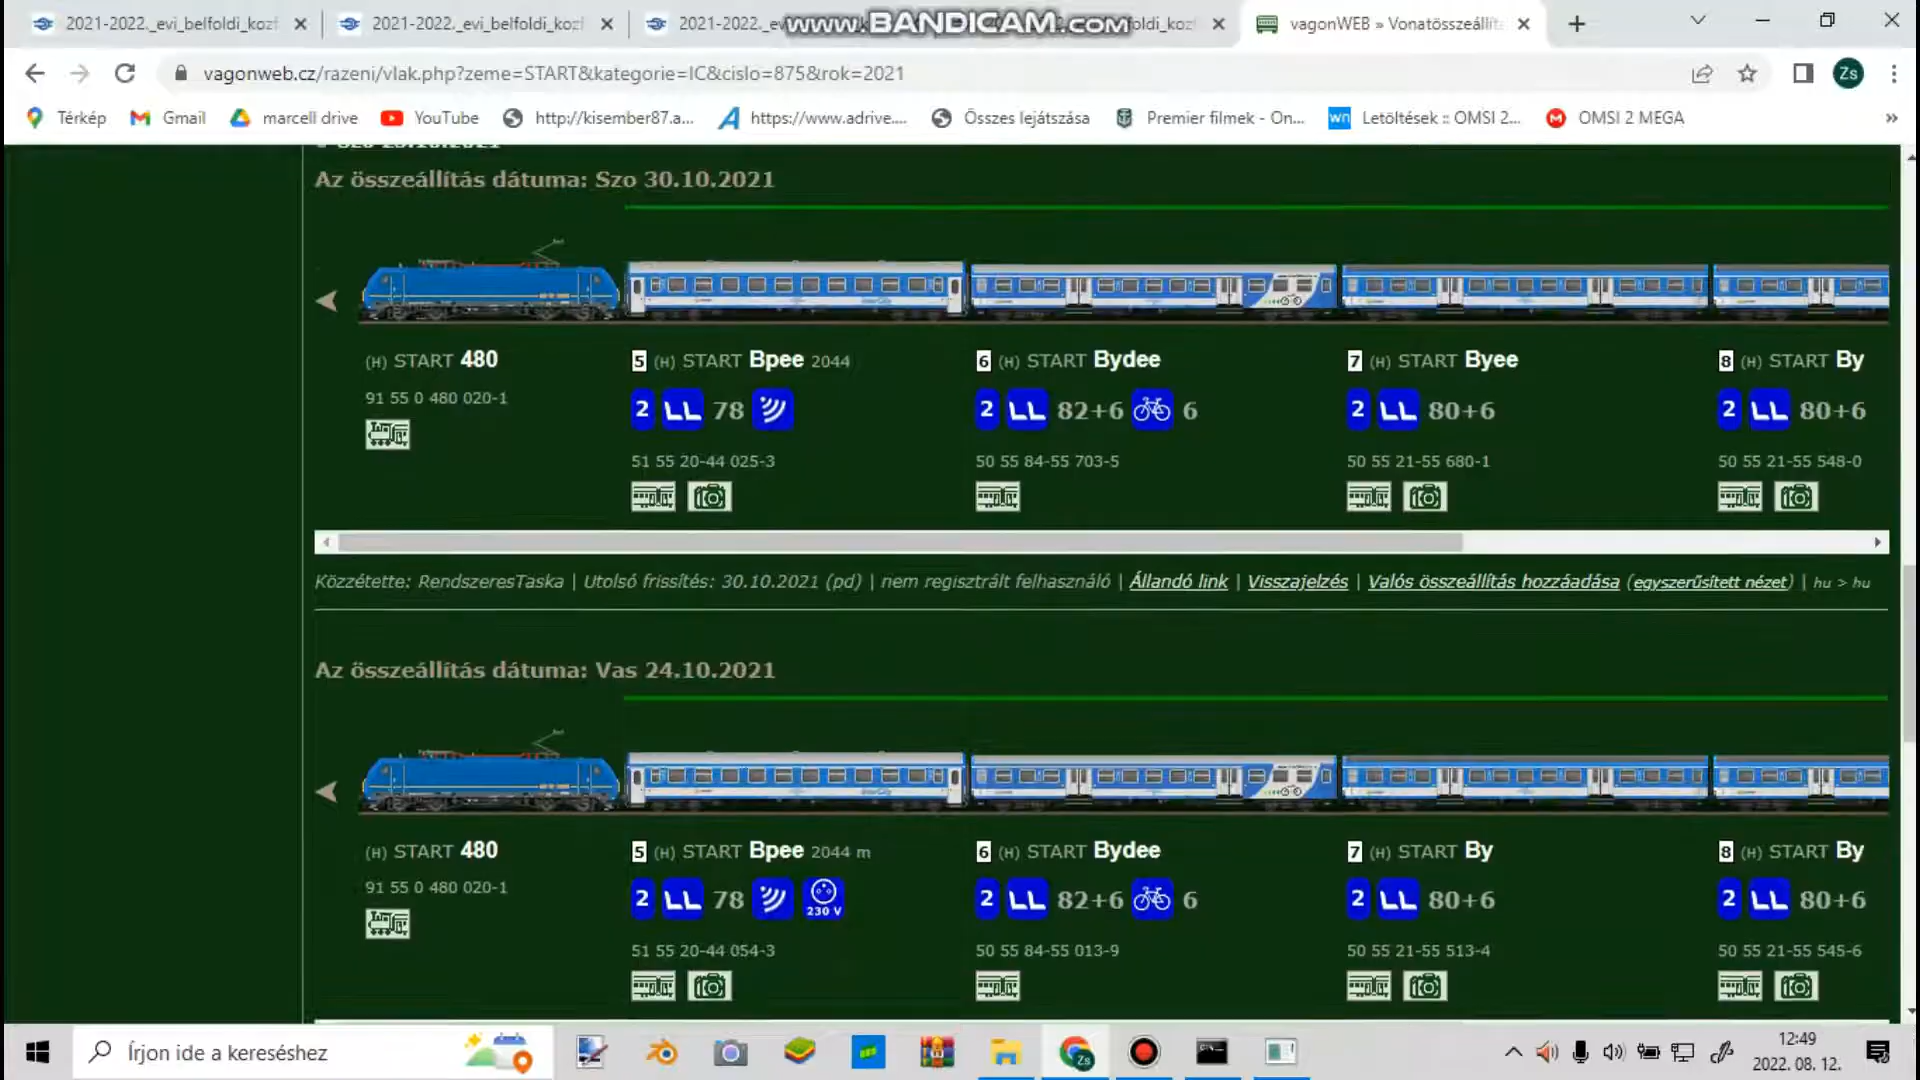 2021-2022._evi_belfoldi_kozl
2021-2022._evi_belfoldi_kozl
2021-2022._ev
oldi_kozl
www.BANDICAM.com
vagonWEB » Vonatösszeállít
vagonweb.cz/razeni/vlak.php?zeme=START&kategorie=IC&cislo=875&rok=2021
Zs
Térkép
Gmail
marcell drive
YouTube
http://kisember87.a...
https://www.adrive....
Összes lejátszása
Premier filmek - On...
wn Letöltések :: OMSI 2...
OMSI 2 MEGA
»
Az összeállítás dátuma: Szo 30.10.2021
(H) START 480
5 (H) START Bpee 2044
6 (H) START Bydee
7 (H) START Byee
8 (H) START By
91 55 0 480 020-1
2 78
2 82+6 6
2 80+6
2 80+6
51 55 20-44 025-3
50 55 84-55 703-5
50 55 21-55 680-1
50 55 21-55 548-0
Közzétette: RendszeresTaska | Utolsó frissítés: 30.10.2021 (pd) | nem regisztrált felhasználó | Állandó link | Visszajelzés | Valós összeállítás hozzáadása (egyszerűsített nézet) | hu > hu
Az összeállítás dátuma: Vas 24.10.2021
(H) START 480
5 (H) START Bpee 2044 m
6 (H) START Bydee
7 (H) START By
8 (H) START By
91 55 0 480 020-1
2 78 230 V
2 82+6 6
2 80+6
2 80+6
51 55 20-44 054-3
50 55 84-55 013-9
50 55 21-55 513-4
50 55 21-55 545-6
Írjon ide a kereséshez
Zs
12:49
2022. 08. 12.